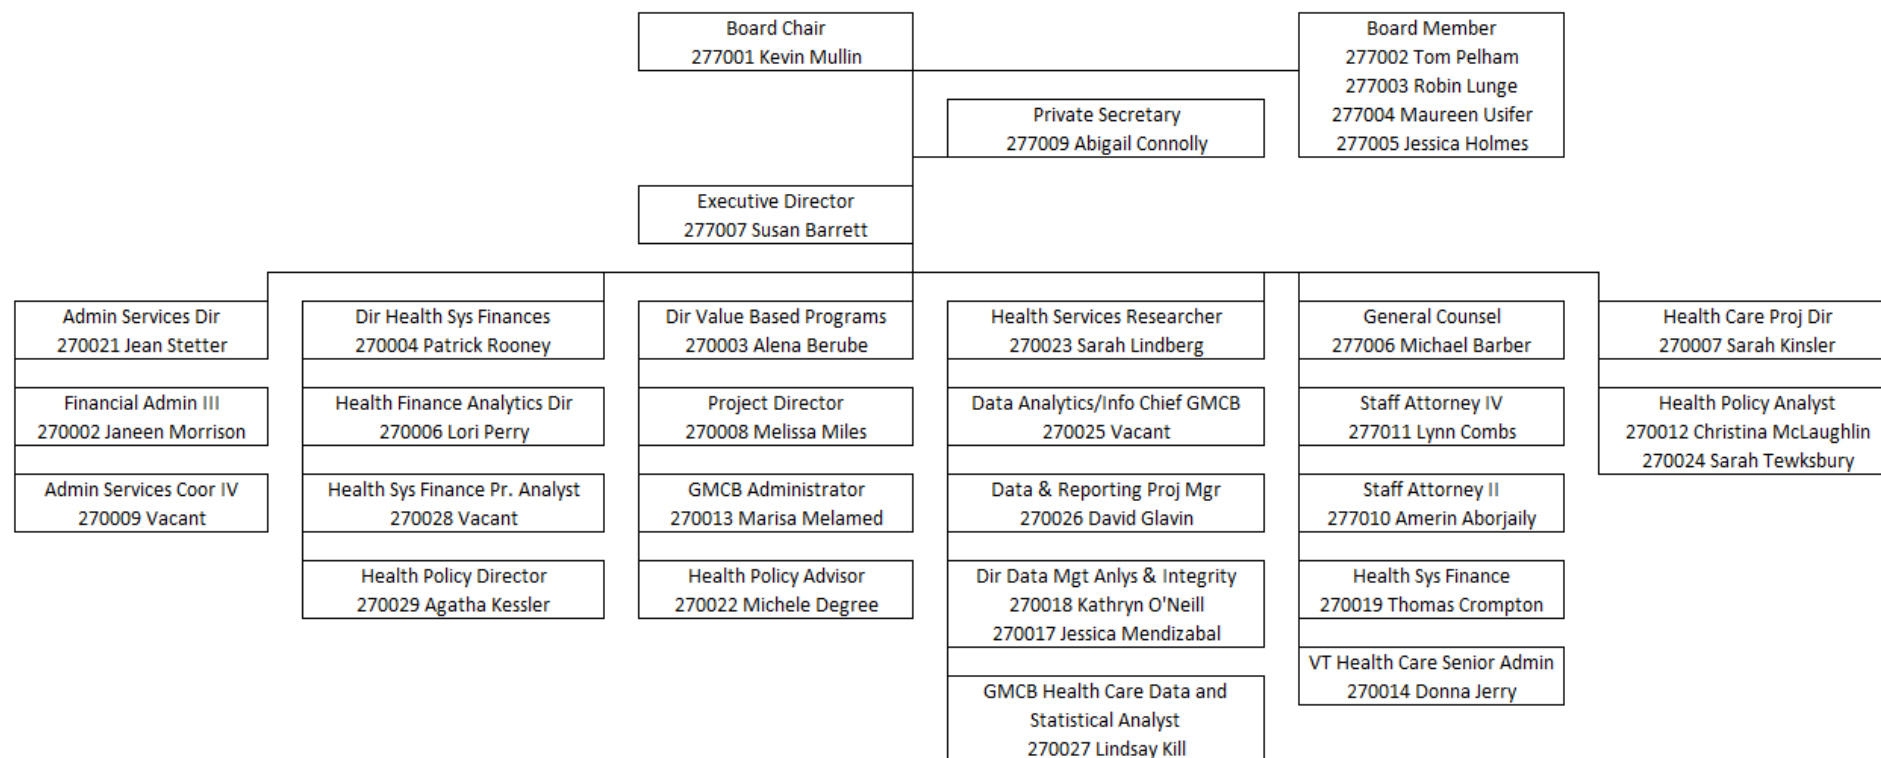 Board Chair
277001 Kevin Mullin
Board Member
277002 Tom Pelham
277003 Robin Lunge
277004 Maureen Usifer
277005 Jessica Holmes
Private Secretary
277009 Abigail Connolly
Executive Director
277007 Susan Barrett
Admin Services Dir
270021 Jean Stetter
Financial Admin III
270002 Janeen Morrison
Admin Services Coor IV
270009 Vacant
Dir Health Sys Finances
270004 Patrick Rooney
Health Finance Analytics Dir
270006 Lori Perry
Health Sys Finance Pr. Analyst
270028 Vacant
Health Policy Director
270029 Agatha Kessler
Dir Value Based Programs
270003 Alena Berube
Project Director
270008 Melissa Miles
GMCB Administrator
270013 Marisa Melamed
Health Policy Advisor
270022 Michele Degree
Health Services Researcher
270023 Sarah Lindberg
Data Analytics/Info Chief GMCB
270025 Vacant
Data & Reporting Proj Mgr
270026 David Glavin
Dir Data Mgt Anlys & Integrity
270018 Kathryn O'Neill
270017 Jessica Mendizabal
GMCB Health Care Data and
Statistical Analyst
270027 Lindsay Kill
General Counsel
277006 Michael Barber
Staff Attorney IV
277011 Lynn Combs
Staff Attorney II
277010 Amerin Aborjaily
Health Sys Finance
270019 Thomas Crompton
VT Health Care Senior Admin
270014 Donna Jerry
Health Care Proj Dir
270007 Sarah Kinsler
Health Policy Analyst
270012 Christina McLaughlin
270024 Sarah Tewksbury